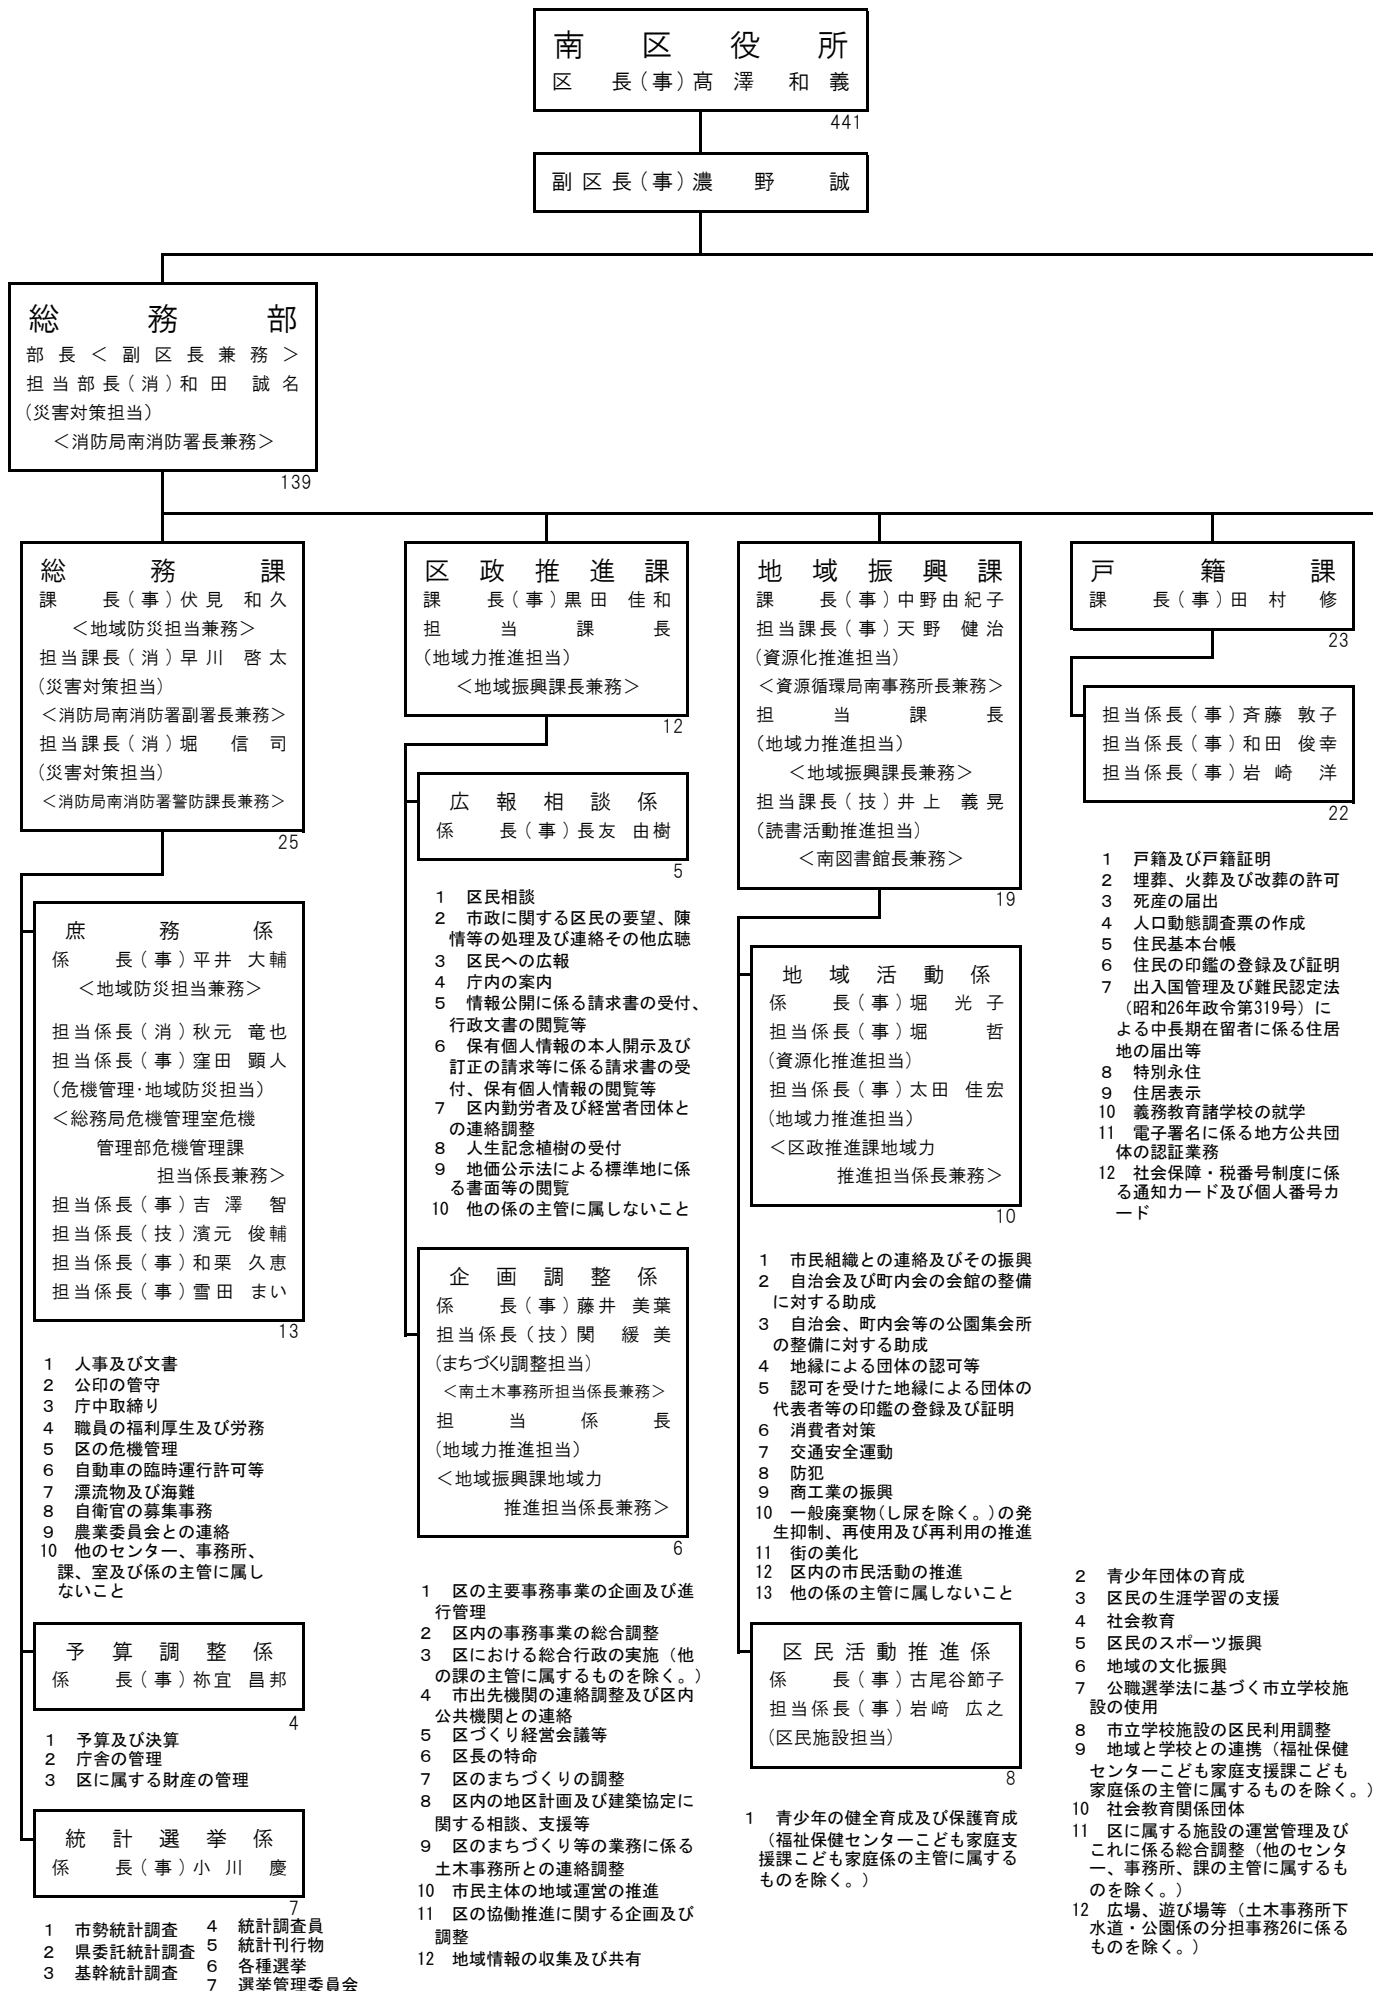 南区役所
区長(事)髙澤和義
441
副区長(事)濃野誠
総務部
部長＜副区長兼務＞
担当部長(消)和田誠名
(災害対策担当)
＜消防局南消防署長兼務＞
139
総務課
課長(事)伏見和久
＜地域防災担当兼務＞
担当課長(消)早川啓太
(災害対策担当)
＜消防局南消防署副署長兼務＞
担当課長(消)堀信司
(災害対策担当)
＜消防局南消防署警防課長兼務＞
25
庶務係
係長(事)平井大輔
＜地域防災担当兼務＞
担当係長(消)秋元竜也
担当係長(事)窪田顕人
(危機管理･地域防災担当)
＜総務局危機管理室危機
管理部危機管理課
担当係長兼務＞
担当係長(事)吉澤智
担当係長(技)濱元俊輔
担当係長(事)和栗久恵
担当係長(事)雪田まい
13
1 人事及び文書
2 公印の管守
3 庁中取締り
4 職員の福利厚生及び労務
5 区の危機管理
6 自動車の臨時運行許可等
7 漂流物及び海難
8 自衛官の募集事務
9 農業委員会との連絡
10 他のセンター、事務所、
課、室及び係の主管に属し
ないこと
予算調整係
係長(事)祢宜昌邦
4
1 予算及び決算
2 庁舎の管理
3 区に属する財産の管理
統計選挙係
係長(事)小川慶
7
1 市勢統計調査
2 県委託統計調査
3 基幹統計調査
4 統計調査員
5 統計刊行物
6 各種選挙
7 選挙管理委員会
区政推進課
課長(事)黒田佳和
担当課長
(地域力推進担当)
＜地域振興課長兼務＞
12
広報相談係
係長(事)長友由樹
5
1 区民相談
2 市政に関する区民の要望、陳
情等の処理及び連絡その他広聴
3 区民への広報
4 庁内の案内
5 情報公開に係る請求書の受付、
行政文書の閲覧等
6 保有個人情報の本人開示及び
訂正の請求等に係る請求書の受
付、保有個人情報の閲覧等
7 区内勤労者及び経営者団体と
の連絡調整
8 人生記念植樹の受付
9 地価公示法による標準地に係
る書面等の閲覧
10 他の係の主管に属しないこと
企画調整係
係長(事)藤井美葉
担当係長(技)関緩美
(まちづくり調整担当)
＜南土木事務所担当係長兼務＞
担当係長
(地域力推進担当)
＜地域振興課地域力
推進担当係長兼務＞
6
1 区の主要事務事業の企画及び進
行管理
2 区内の事務事業の総合調整
3 区における総合行政の実施（他
の課の主管に属するものを除く。）
4 市出先機関の連絡調整及び区内
公共機関との連絡
5 区づくり経営会議等
6 区長の特命
7 区のまちづくりの調整
8 区内の地区計画及び建築協定に
関する相談、支援等
9 区のまちづくり等の業務に係る
土木事務所との連絡調整
10 市民主体の地域運営の推進
11 区の協働推進に関する企画及び
調整
12 地域情報の収集及び共有
地域振興課
課長(事)中野由紀子
担当課長(事)天野健治
(資源化推進担当)
＜資源循環局南事務所長兼務＞
担当課長
(地域力推進担当)
＜地域振興課長兼務＞
担当課長(技)井上義晃
(読書活動推進担当)
＜南図書館長兼務＞
19
地域活動係
係長(事)堀光子
担当係長(事)堀哲
(資源化推進担当)
担当係長(事)太田佳宏
(地域力推進担当)
＜区政推進課地域力
推進担当係長兼務＞
10
1 市民組織との連絡及びその振興
2 自治会及び町内会の会館の整備
に対する助成
3 自治会、町内会等の公園集会所
の整備に対する助成
4 地縁による団体の認可等
5 認可を受けた地縁による団体の
代表者等の印鑑の登録及び証明
6 消費者対策
7 交通安全運動
8 防犯
9 商工業の振興
10 一般廃棄物(し尿を除く。)の発
生抑制、再使用及び再利用の推進
11 街の美化
12 区内の市民活動の推進
13 他の係の主管に属しないこと
区民活動推進係
係長(事)古尾谷節子
担当係長(事)岩﨑広之
(区民施設担当)
8
1 青少年の健全育成及び保護育成
（福祉保健センターこども家庭支
援課こども家庭係の主管に属する
ものを除く。）
戸籍課
課長(事)田村修
23
担当係長(事)斉藤敦子
担当係長(事)和田俊幸
担当係長(事)岩崎洋
22
1 戸籍及び戸籍証明
2 埋葬、火葬及び改葬の許可
3 死産の届出
4 人口動態調査票の作成
5 住民基本台帳
6 住民の印鑑の登録及び証明
7 出入国管理及び難民認定法
（昭和26年政令第319号）に
よる中長期在留者に係る住居
地の届出等
8 特別永住
9 住居表示
10 義務教育諸学校の就学
11 電子署名に係る地方公共団
体の認証業務
12 社会保障・税番号制度に係
る通知カード及び個人番号カ
ード
2 青少年団体の育成
3 区民の生涯学習の支援
4 社会教育
5 区民のスポーツ振興
6 地域の文化振興
7 公職選挙法に基づく市立学校施
設の使用
8 市立学校施設の区民利用調整
9 地域と学校との連携（福祉保健
センターこども家庭支援課こども
家庭係の主管に属するものを除く。）
10 社会教育関係団体
11 区に属する施設の運営管理及び
これに係る総合調整（他のセンタ
ー、事務所、課の主管に属するも
のを除く。）
12 広場、遊び場等（土木事務所下
水道・公園係の分担事務26に係る
ものを除く。）